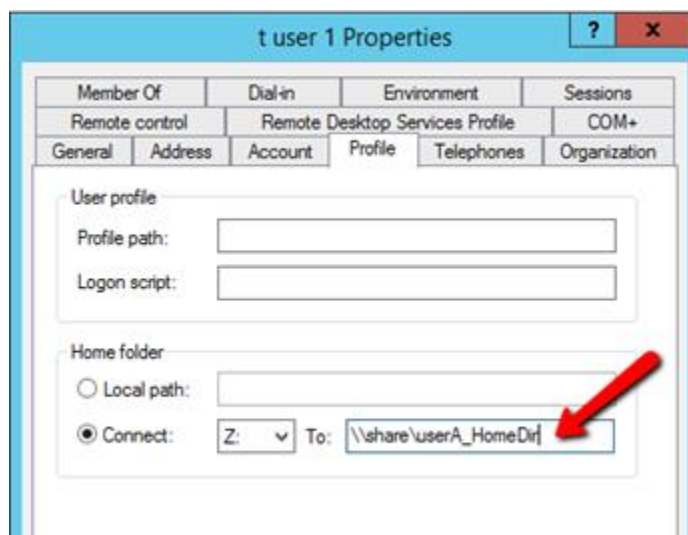 t user 1 Properties
? x
Member Of Dial-in Environment Sessions
Remote control Remote Desktop Services Profile COM+
General Address Account Profile Telephones Organization
User profile
Profile path:
Logon script:
Home folder
Local path:
Connect: Z: To: \\share\userA_HomeDir